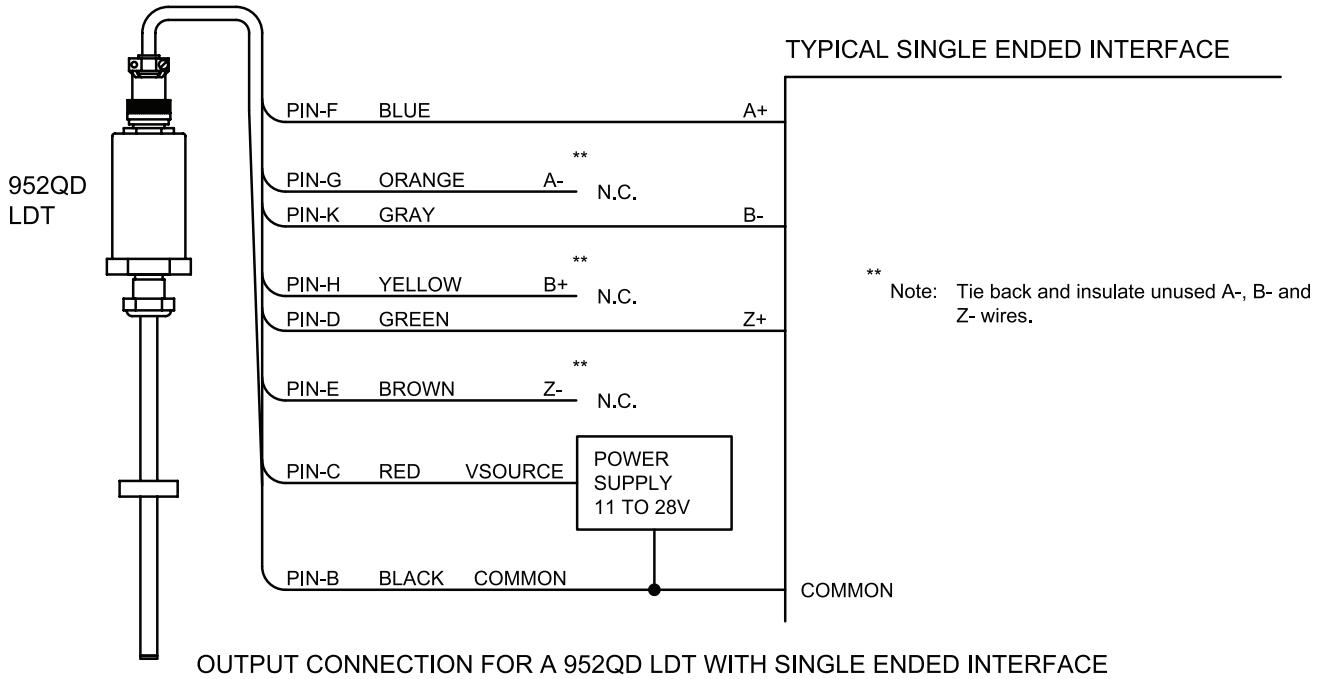 TYPICAL SINGLE ENDED INTERFACE
PIN-F BLUE A+
952QD
LDT
**
PIN-G ORANGE A- N.C.
PIN-K GRAY B-
**
PIN-H YELLOW B+ N.C.
PIN-D GREEN Z+
**
Note: Tie back and insulate unused A-, B- and
Z- wires.
**
PIN-E BROWN Z- N.C.
PIN-C RED VSOURCE
POWER
SUPPLY
11 TO 28V
PIN-B BLACK COMMON
COMMON
OUTPUT CONNECTION FOR A 952QD LDT WITH SINGLE ENDED INTERFACE